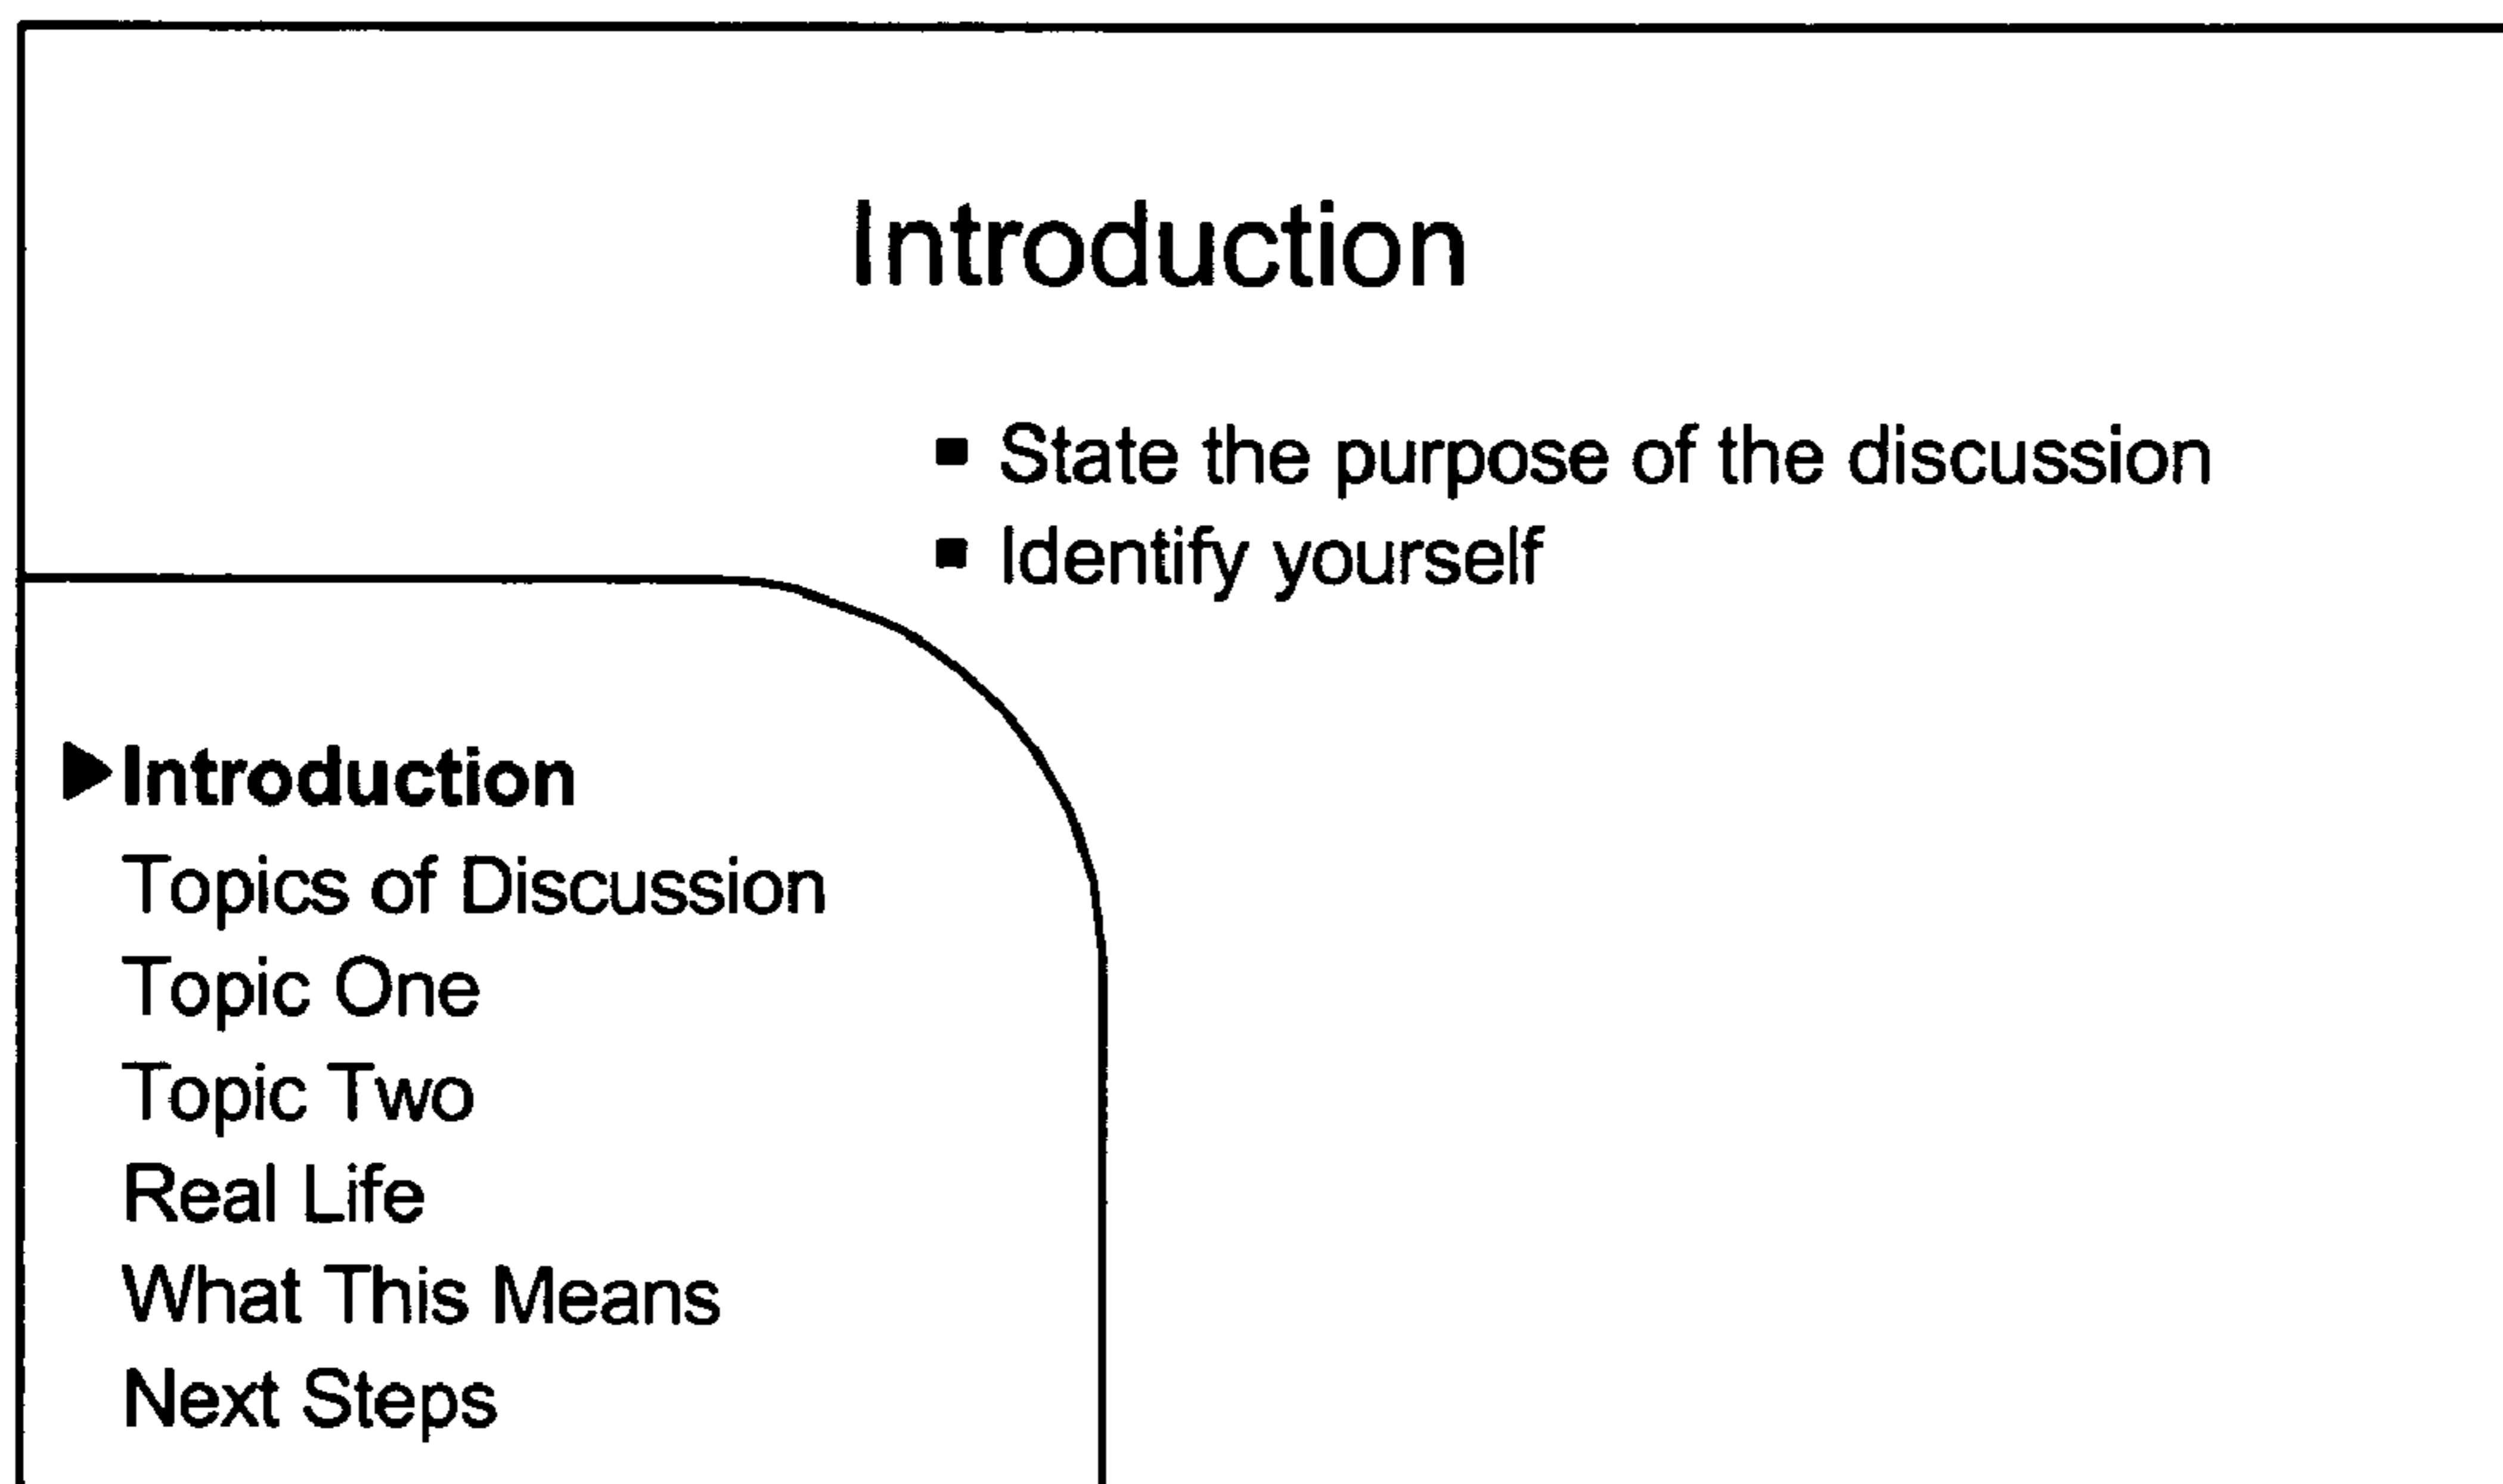 Introduction
State the purpose of the discussion
Identify yourself
Introduction
Topics of Discussion
Topic One
Topic Two
Real Life
What This Means
Next Steps